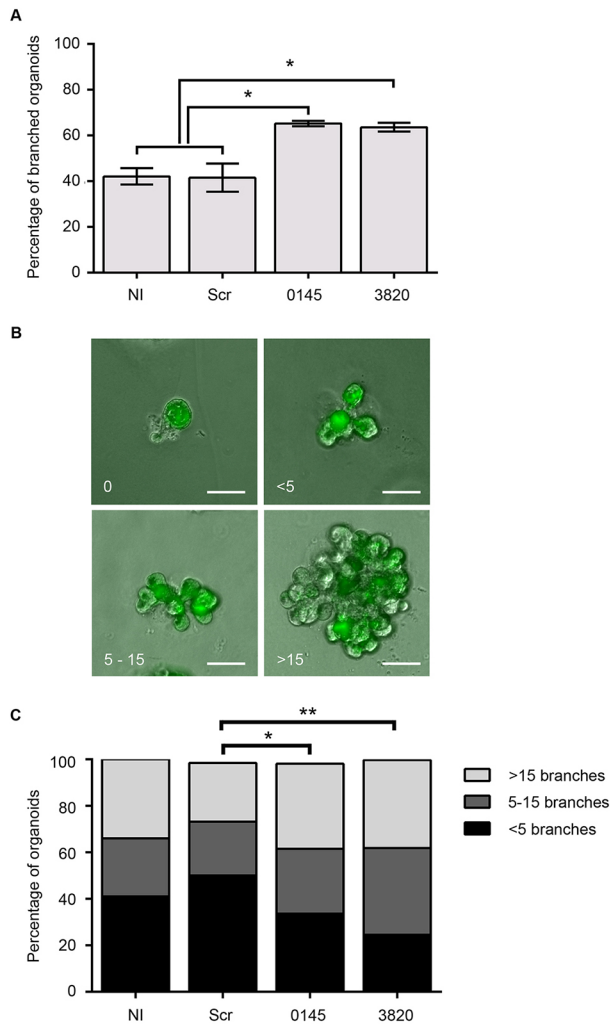 A
Percentage of branched organoids
100
80
60
40
20
0
*
*
NI Scr 0145 3820
B
0
<5
5 - 15
>15
C
Percentage of organoids
100
80
60
40
20
0
**
*
NI Scr 0145 3820
>15 branches
5-15 branches
<5 branches